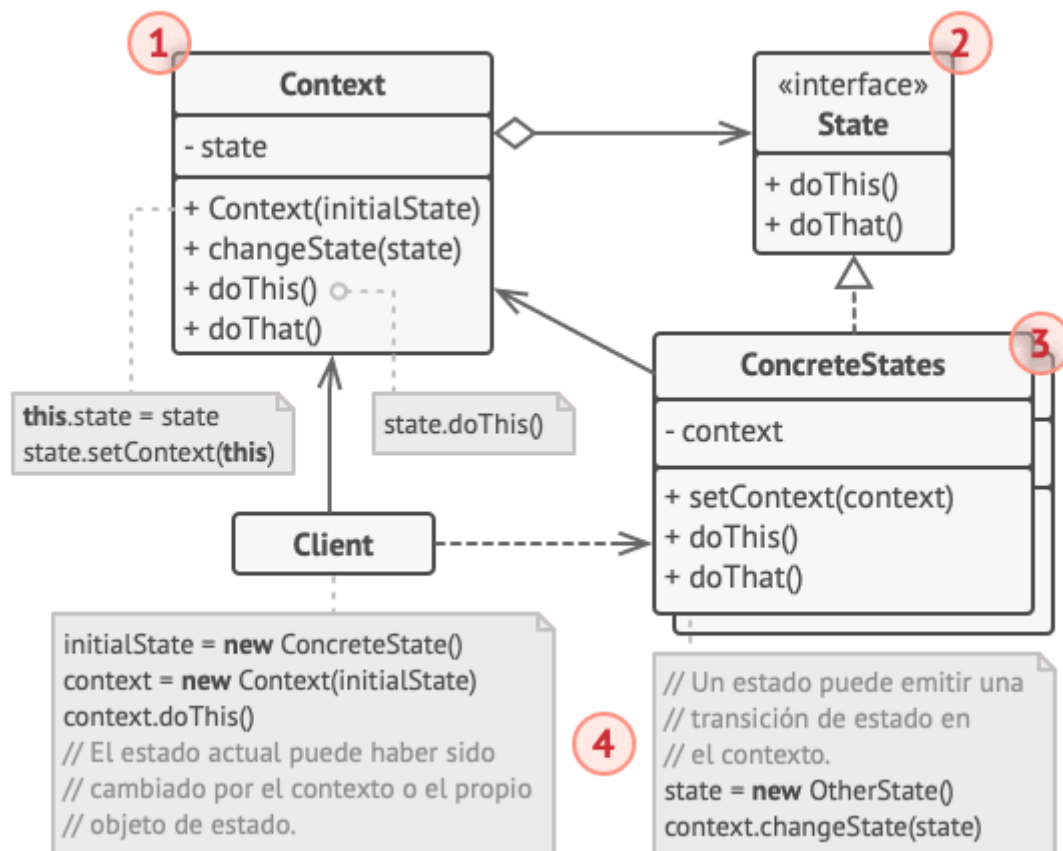 1
Context
- state
+ Context(initialState)
+ changeState(state)
+ doThis()
+ doThat()
2
«interface»
State
+ doThis()
+ doThat()
this.state = state
state.setContext(this)
state.doThis()
3
ConcreteStates
- context
+ setContext(context)
+ doThis()
+ doThat()
Client
initialState = new ConcreteState()
context = new Context(initialState)
context.doThis()
// El estado actual puede haber sido
// cambiado por el contexto o el propio
// objeto de estado.
4
// Un estado puede emitir una
// transición de estado en
// el contexto.
state = new OtherState()
context.changeState(state)